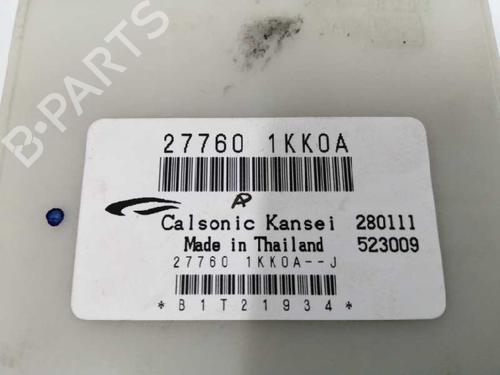 B-PARTS
27760 1KK0A
R
Calsonic Kansei 280111
Made in Thailand 523009
27760 1KK0A--J
*B1T21934*